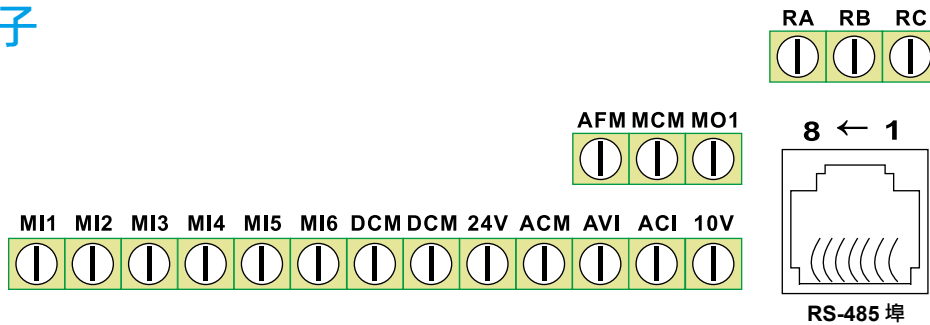 子
RA RB RC
AFM MCM MO1
8 ← 1
MI1 MI2 MI3 MI4 MI5 MI6 DCM DCM 24V ACM AVI ACI 10V
RS-485 埠